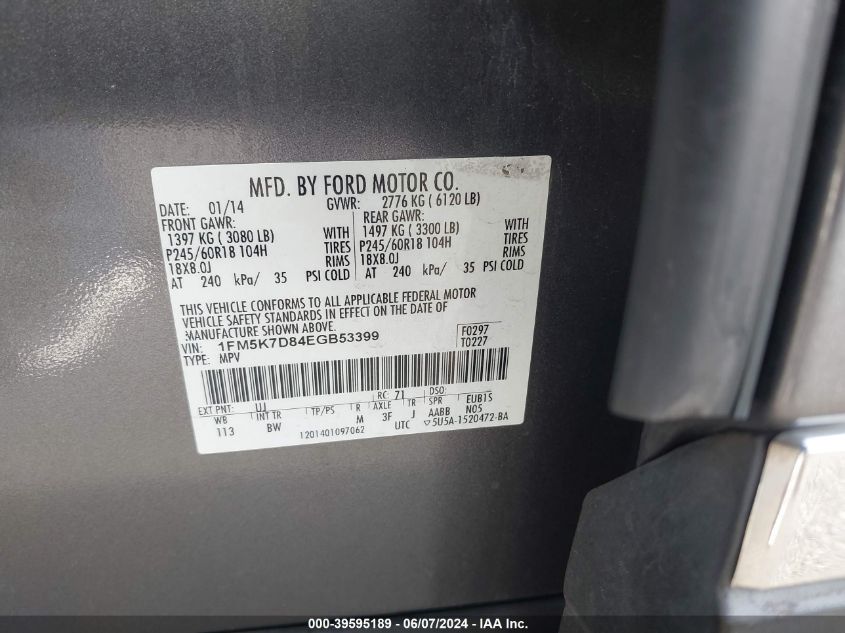 MFD. BY FORD MOTOR CO.
DATE: 01/14 GVWR: 2776 KG ( 6120 LB)
FRONT GAWR: REAR GAWR:
1397 KG ( 3080 LB) WITH 1497 KG ( 3300 LB) WITH
P245/60R18 104H TIRES P245/60R18 104H TIRES
18X8.0J RIMS 18X8.0J RIMS
AT 240 kPa/ 35 PSI COLD AT 240 kPa/ 35 PSI COLD
THIS VEHICLE CONFORMS TO ALL APPLICABLE FEDERAL MOTOR
VEHICLE SAFETY STANDARDS IN EFFECT ON THE DATE OF
MANUFACTURE SHOWN ABOVE.
VIN: 1FM5K7D84EGB53399 F0297
TYPE: MPV T0227
EXT PNT: UJ RC: 71 DSO:
WB INT TR TP/PS R AXLE TR SPR EUB1S
113 BW M 3F J AABB N05
1201401097062 UTC ▽5U5A-1520472-BA
000-39595189 - 06/07/2024 - IAA Inc.